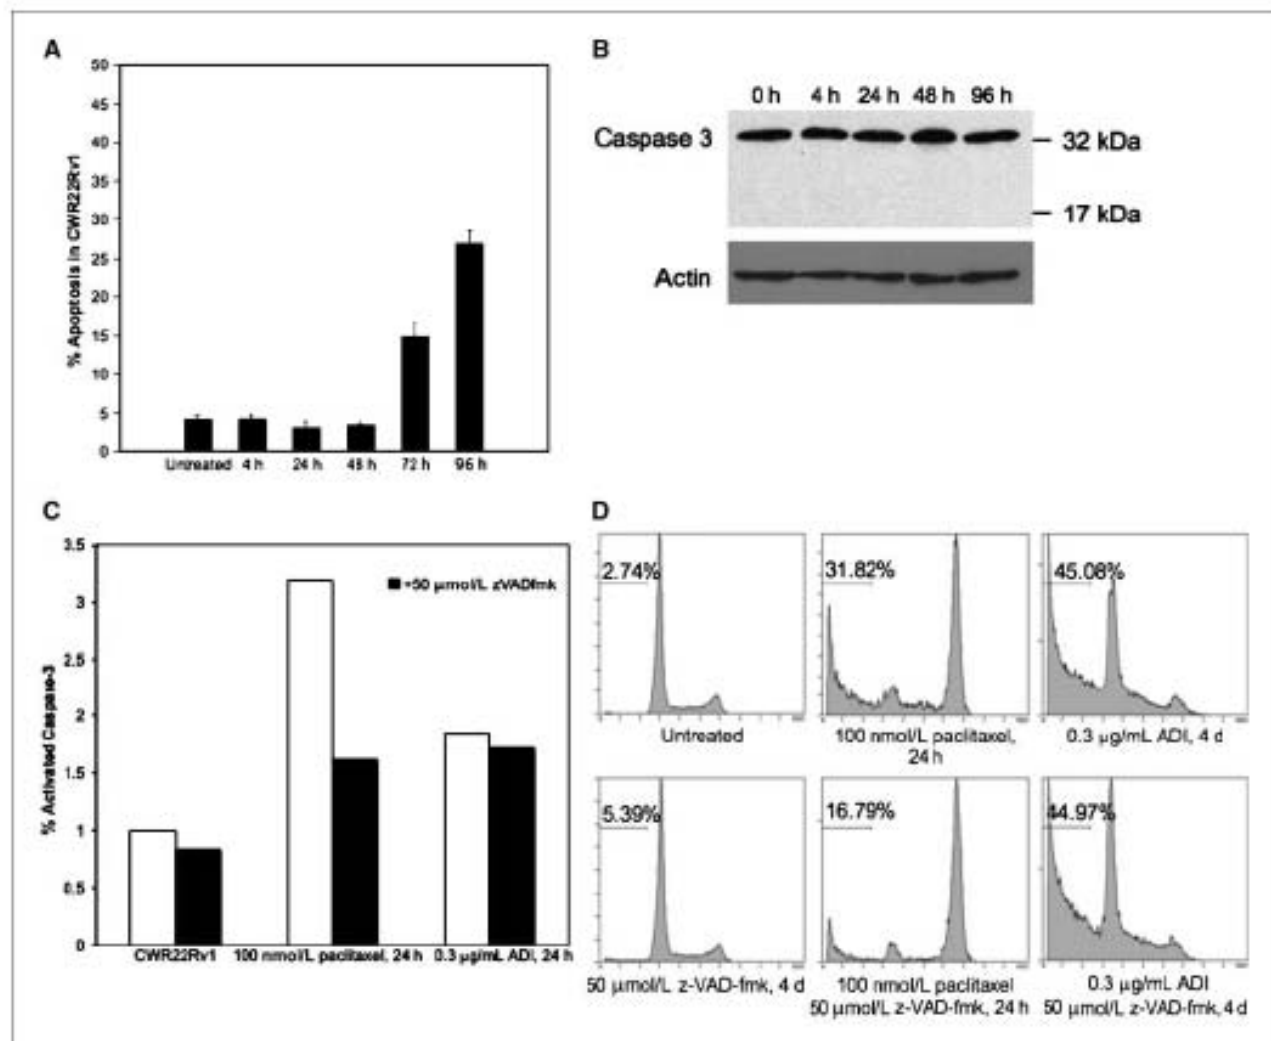 A
50
45
40
35
30
25
20
15
10
5
0
% Apoptosis in CWR22Rv1
Untreated 4 h 24 h 48 h 72 h 96 h
B
0 h 4 h 24 h 48 h 96 h
Caspase 3
32 kDa
17 kDa
Actin
C
3.5
3
2.5
2
1.5
1
0.5
0
% Activated Caspase-3
+50 µmol/L zVADfmk
CWR22Rv1 100 nmol/L paclitaxel, 24 h 0.3 µg/mL ADI, 24 h
D
2.74% 31.82% 45.08%
Untreated
100 nmol/L paclitaxel,
24 h
0.3 µg/mL ADI, 4 d
5.39% 16.79% 44.97%
50 µmol/L z-VAD-fmk, 4 d
100 nmol/L paclitaxel
50 µmol/L z-VAD-fmk, 24 h
0.3 µg/mL ADI
50 µmol/L z-VAD-fmk, 4 d